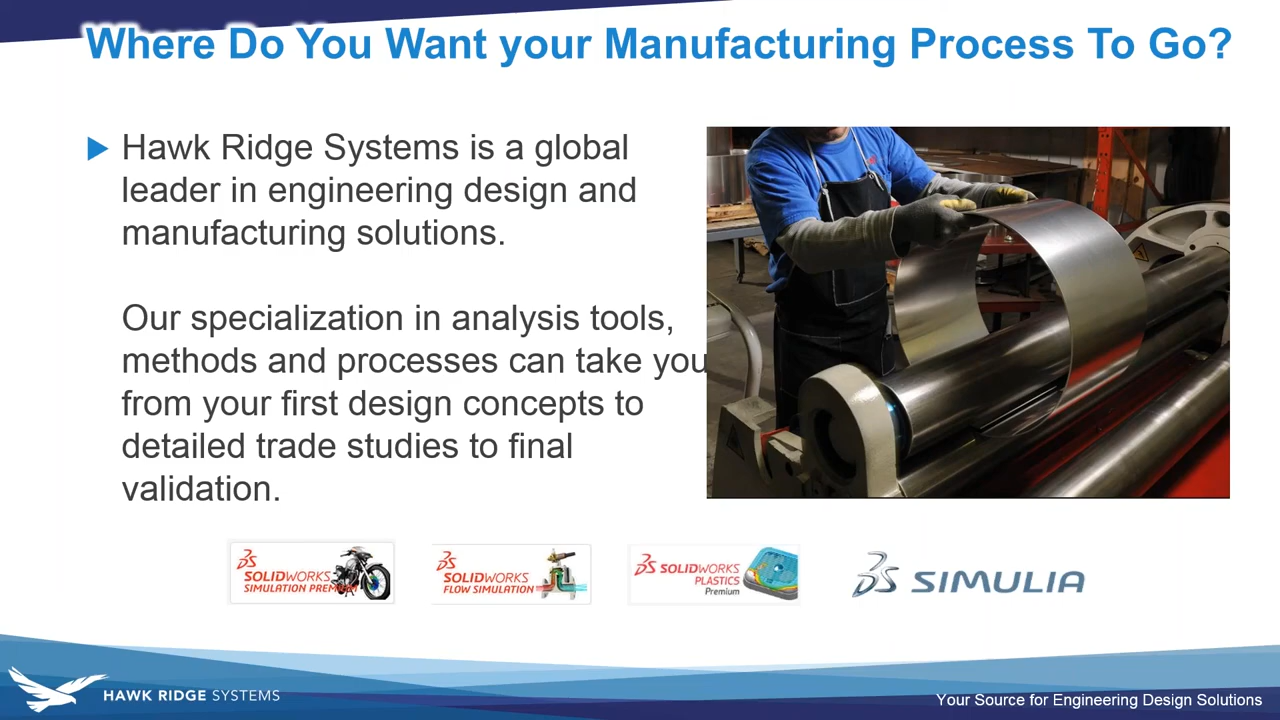 Where Do You Want your Manufacturing Process To Go?
Hawk Ridge Systems is a global
leader in engineering design and
manufacturing solutions.
Our specialization in analysis tools,
methods and processes can take you
from your first design concepts to
detailed trade studies to final
validation.
SOLIDWORKS
SIMULATION PREMIUM
SOLIDWORKS
FLOW SIMULATION
SOLIDWORKS
PLASTICS
Premium
SIMULIA
HAWK RIDGE SYSTEMS
Your Source for Engineering Design Solutions